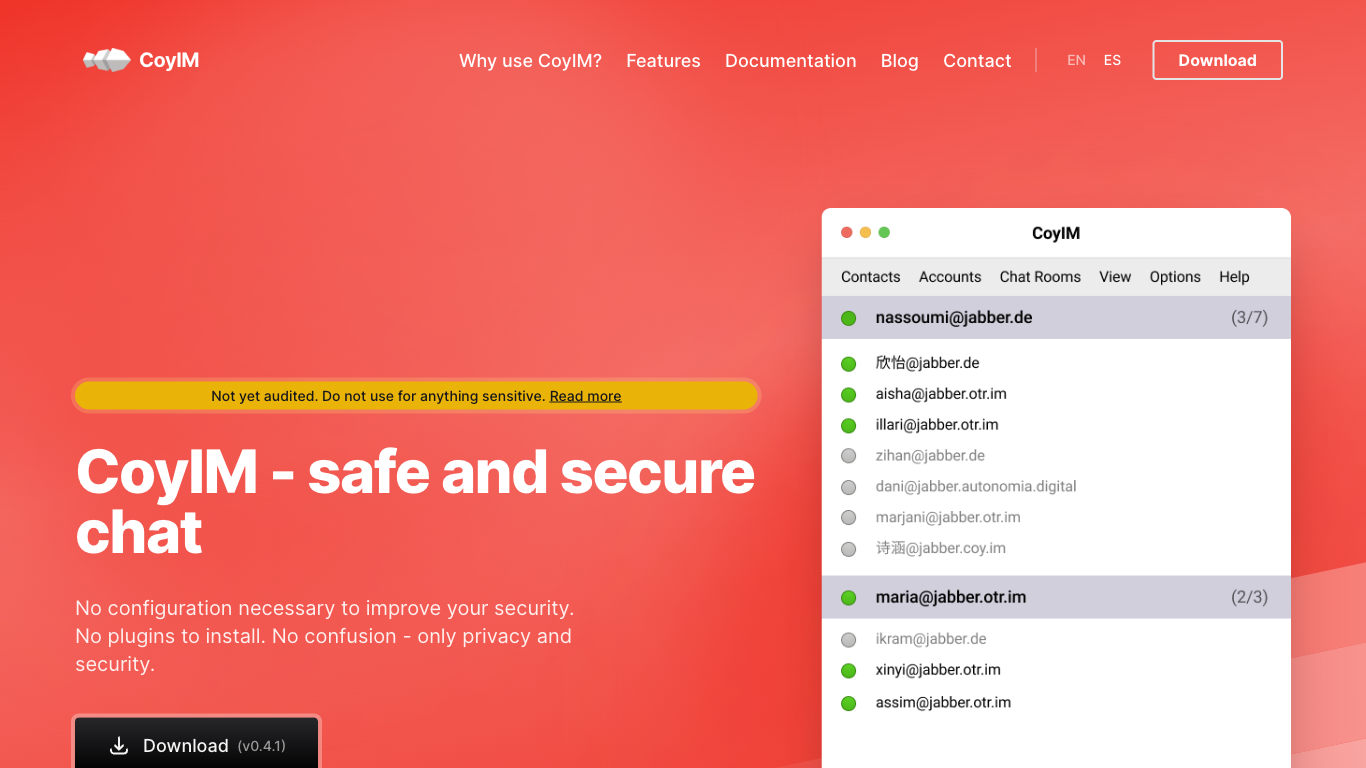 CoyIM
Why use CoyIM? Features Documentation Blog Contact EN ES Download
Not yet audited. Do not use for anything sensitive. Read more
CoyIM - safe and secure
chat
No configuration necessary to improve your security.
No plugins to install. No confusion - only privacy and
security.
Download (v0.4.1)
CoyIM
Contacts Accounts Chat Rooms View Options Help
nassoumi@jabber.de (3/7)
欣怡@jabber.de
aisha@jabber.otr.im
illari@jabber.otr.im
zihan@jabber.de
dani@jabber.autonomia.digital
marjani@jabber.otr.im
诗涵@jabber.coy.im
maria@jabber.otr.im (2/3)
ikram@jabber.de
xinyi@jabber.otr.im
assim@jabber.otr.im